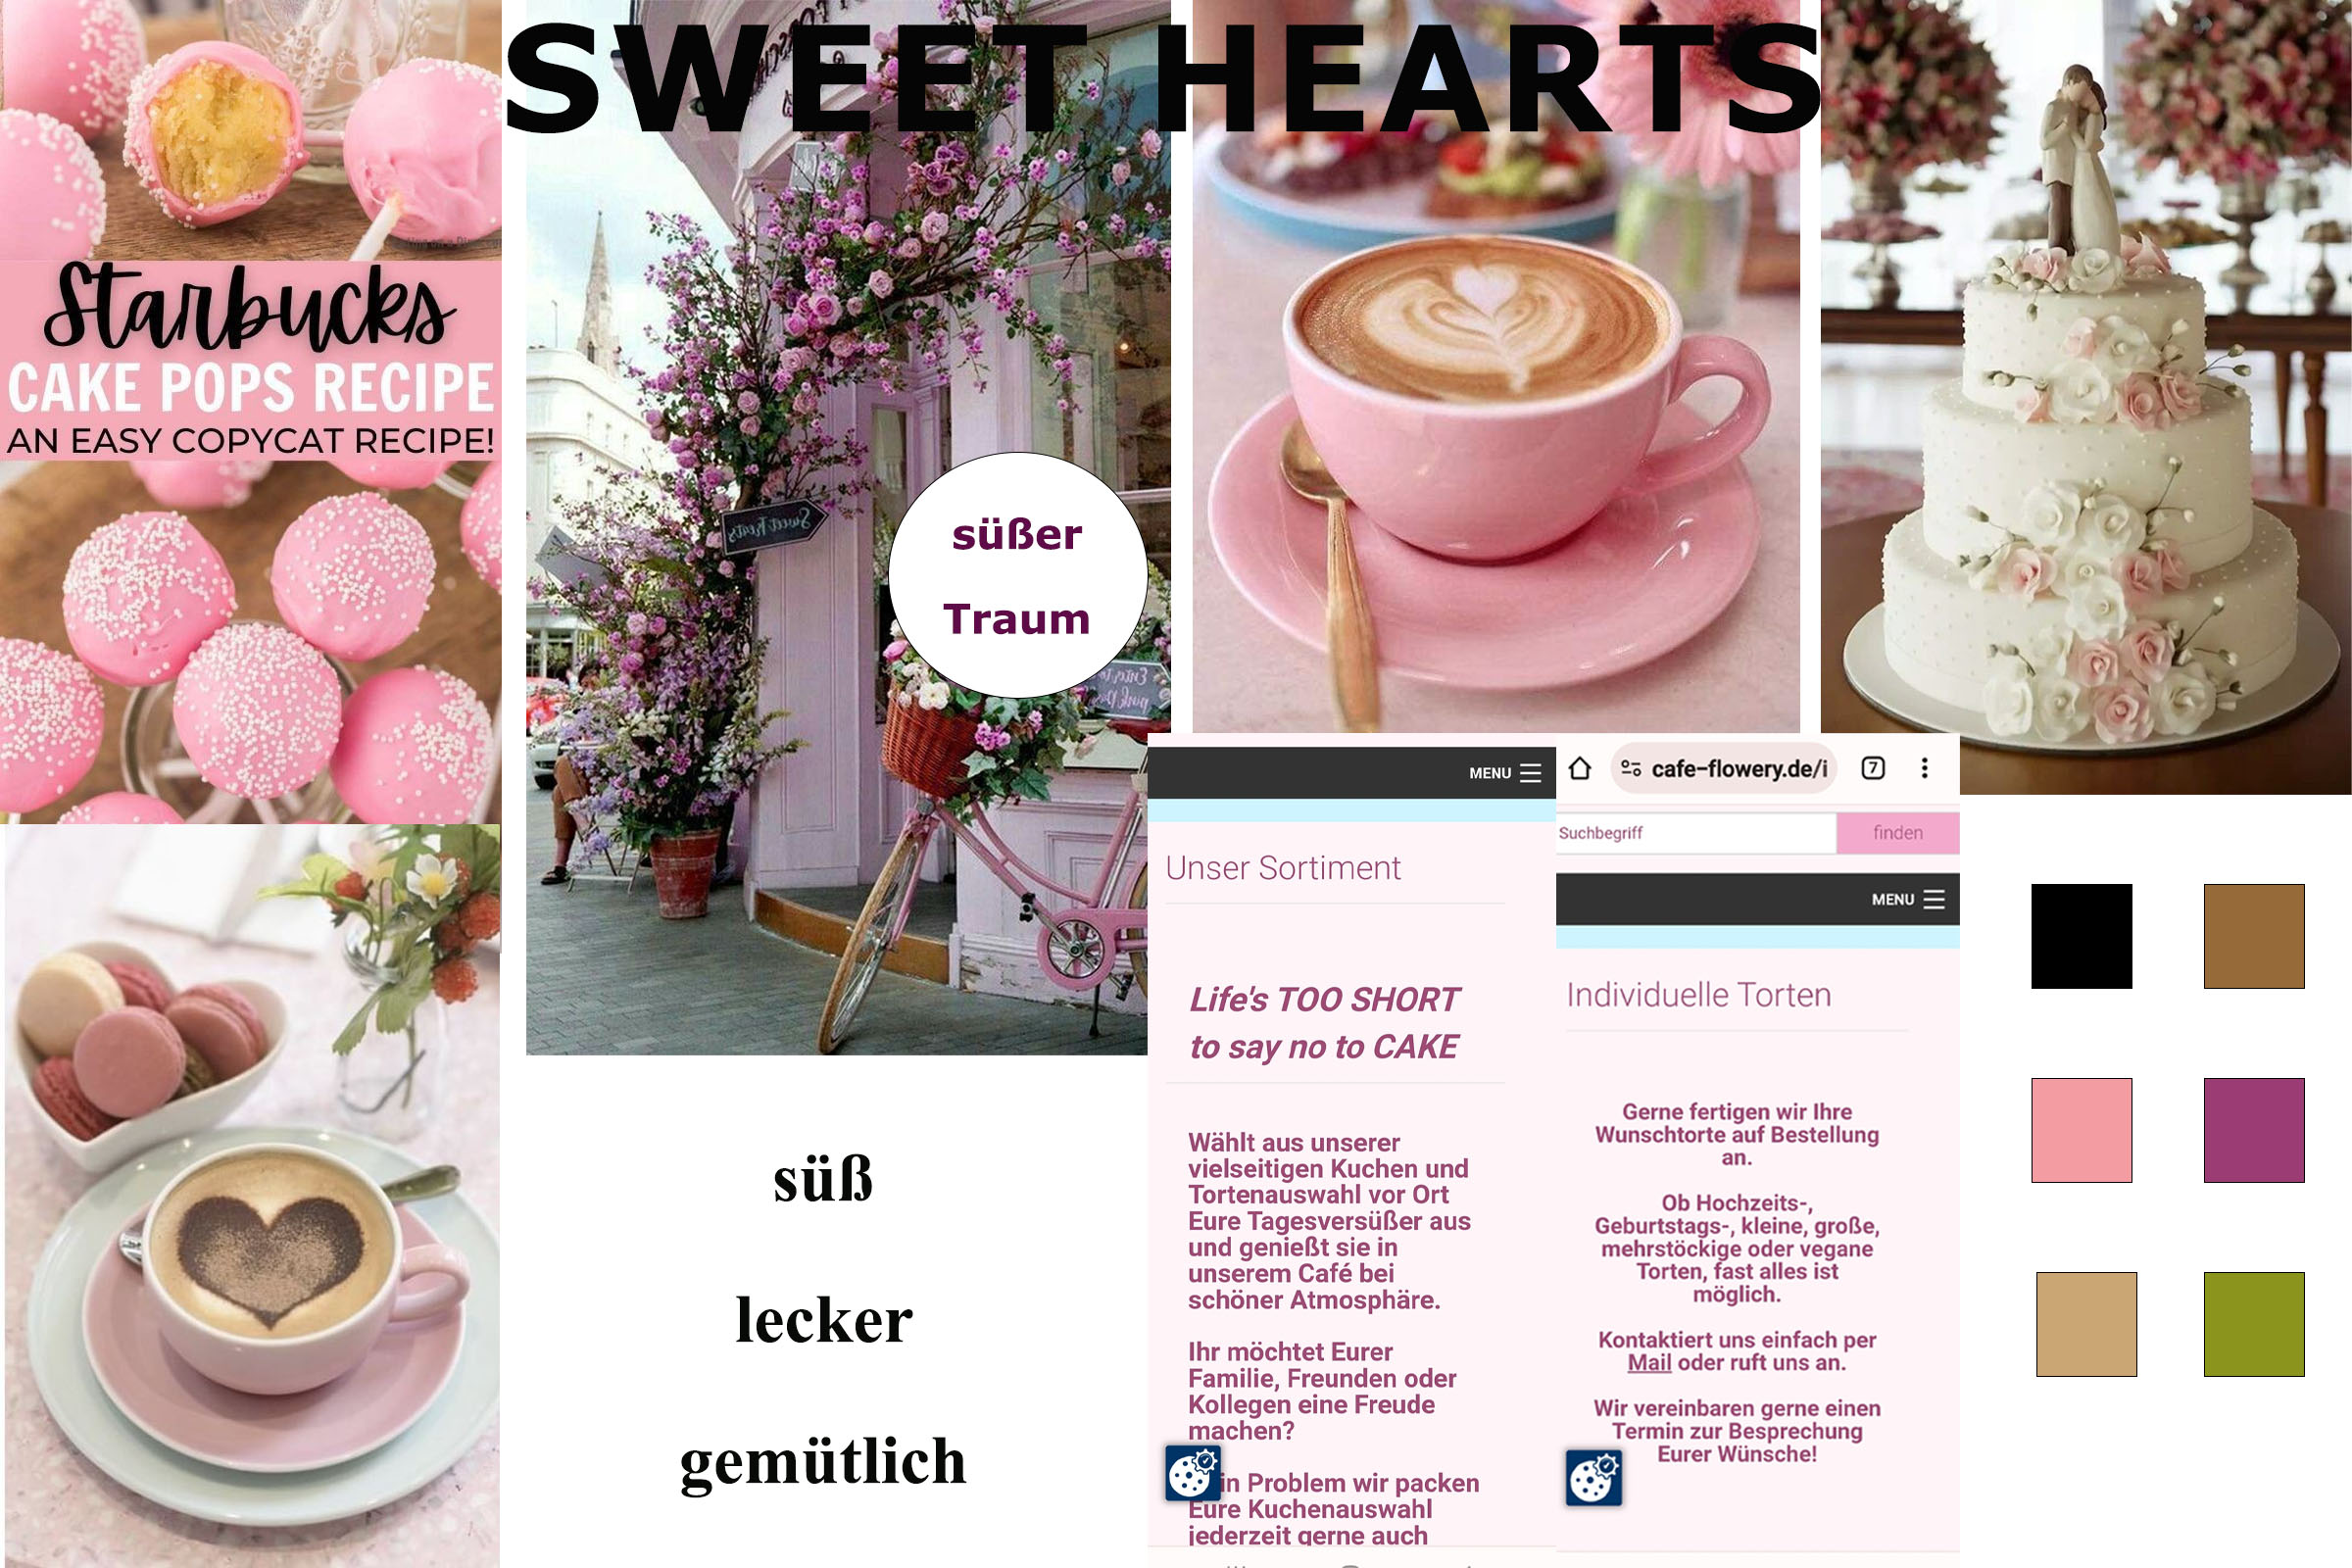 SWEET HEARTS
Starbucks
CAKE POPS RECIPE
AN EASY COPYCAT RECIPE!
Sweet Treats
süßer
Traum
süß
lecker
gemütlich
MENU
Unser Sortiment
Life's TOO SHORT
to say no to CAKE
Wählt aus unserer
vielseitigen Kuchen und
Tortenauswahl vor Ort
Eure Tagesversüßer aus
und genießt sie in
unserem Café bei
schöner Atmosphäre.
Ihr möchtet Eurer
Familie, Freunden oder
Kollegen eine Freude
machen?
in Problem wir packen
Eure Kuchenauswahl
jederzeit gerne auch
cafe-flowery.de/i
7
Suchbegriff
finden
MENU
Individuelle Torten
Gerne fertigen wir Ihre
Wunschtorte auf Bestellung
an.
Ob Hochzeits-,
Geburtstags-, kleine, große,
mehrstöckige oder vegane
Torten, fast alles ist
möglich.
Kontaktiert uns einfach per
Mail oder ruft uns an.
Wir vereinbaren gerne einen
Termin zur Besprechung
Eurer Wünsche!